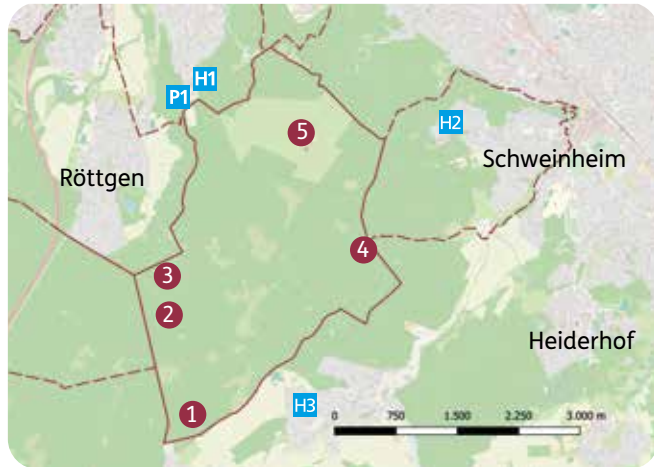 H1
P1
5
H2
Schweinheim
Röttgen
4
3
2
Heiderhof
1
H3
0 750 1.500 2.250 3.000 m